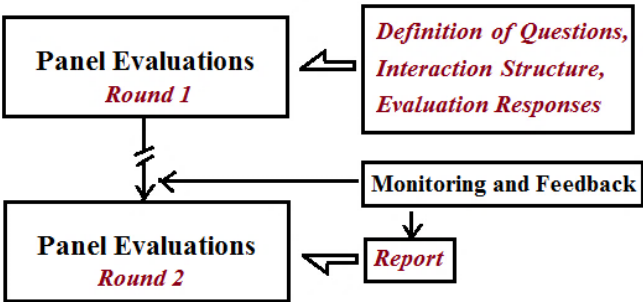 Panel Evaluations
Round 1
Definition of Questions,
Interaction Structure,
Evaluation Responses
Monitoring and Feedback
Panel Evaluations
Round 2
Report